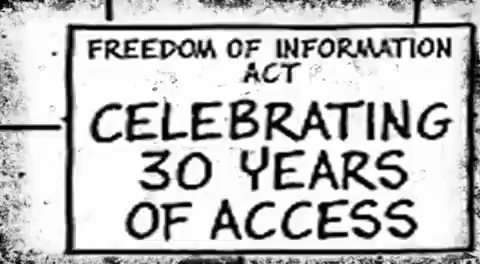 FREEDOM OF INFORMATION
ACT
CELEBRATING
30 YEARS
OF ACCESS